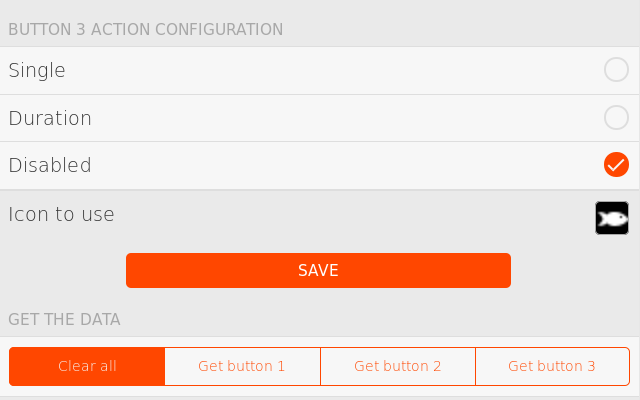 BUTTON 3 ACTION CONFIGURATION
Single
Duration
Disabled
Icon to use
SAVE
GET THE DATA
Clear all
Get button 1
Get button 2
Get button 3